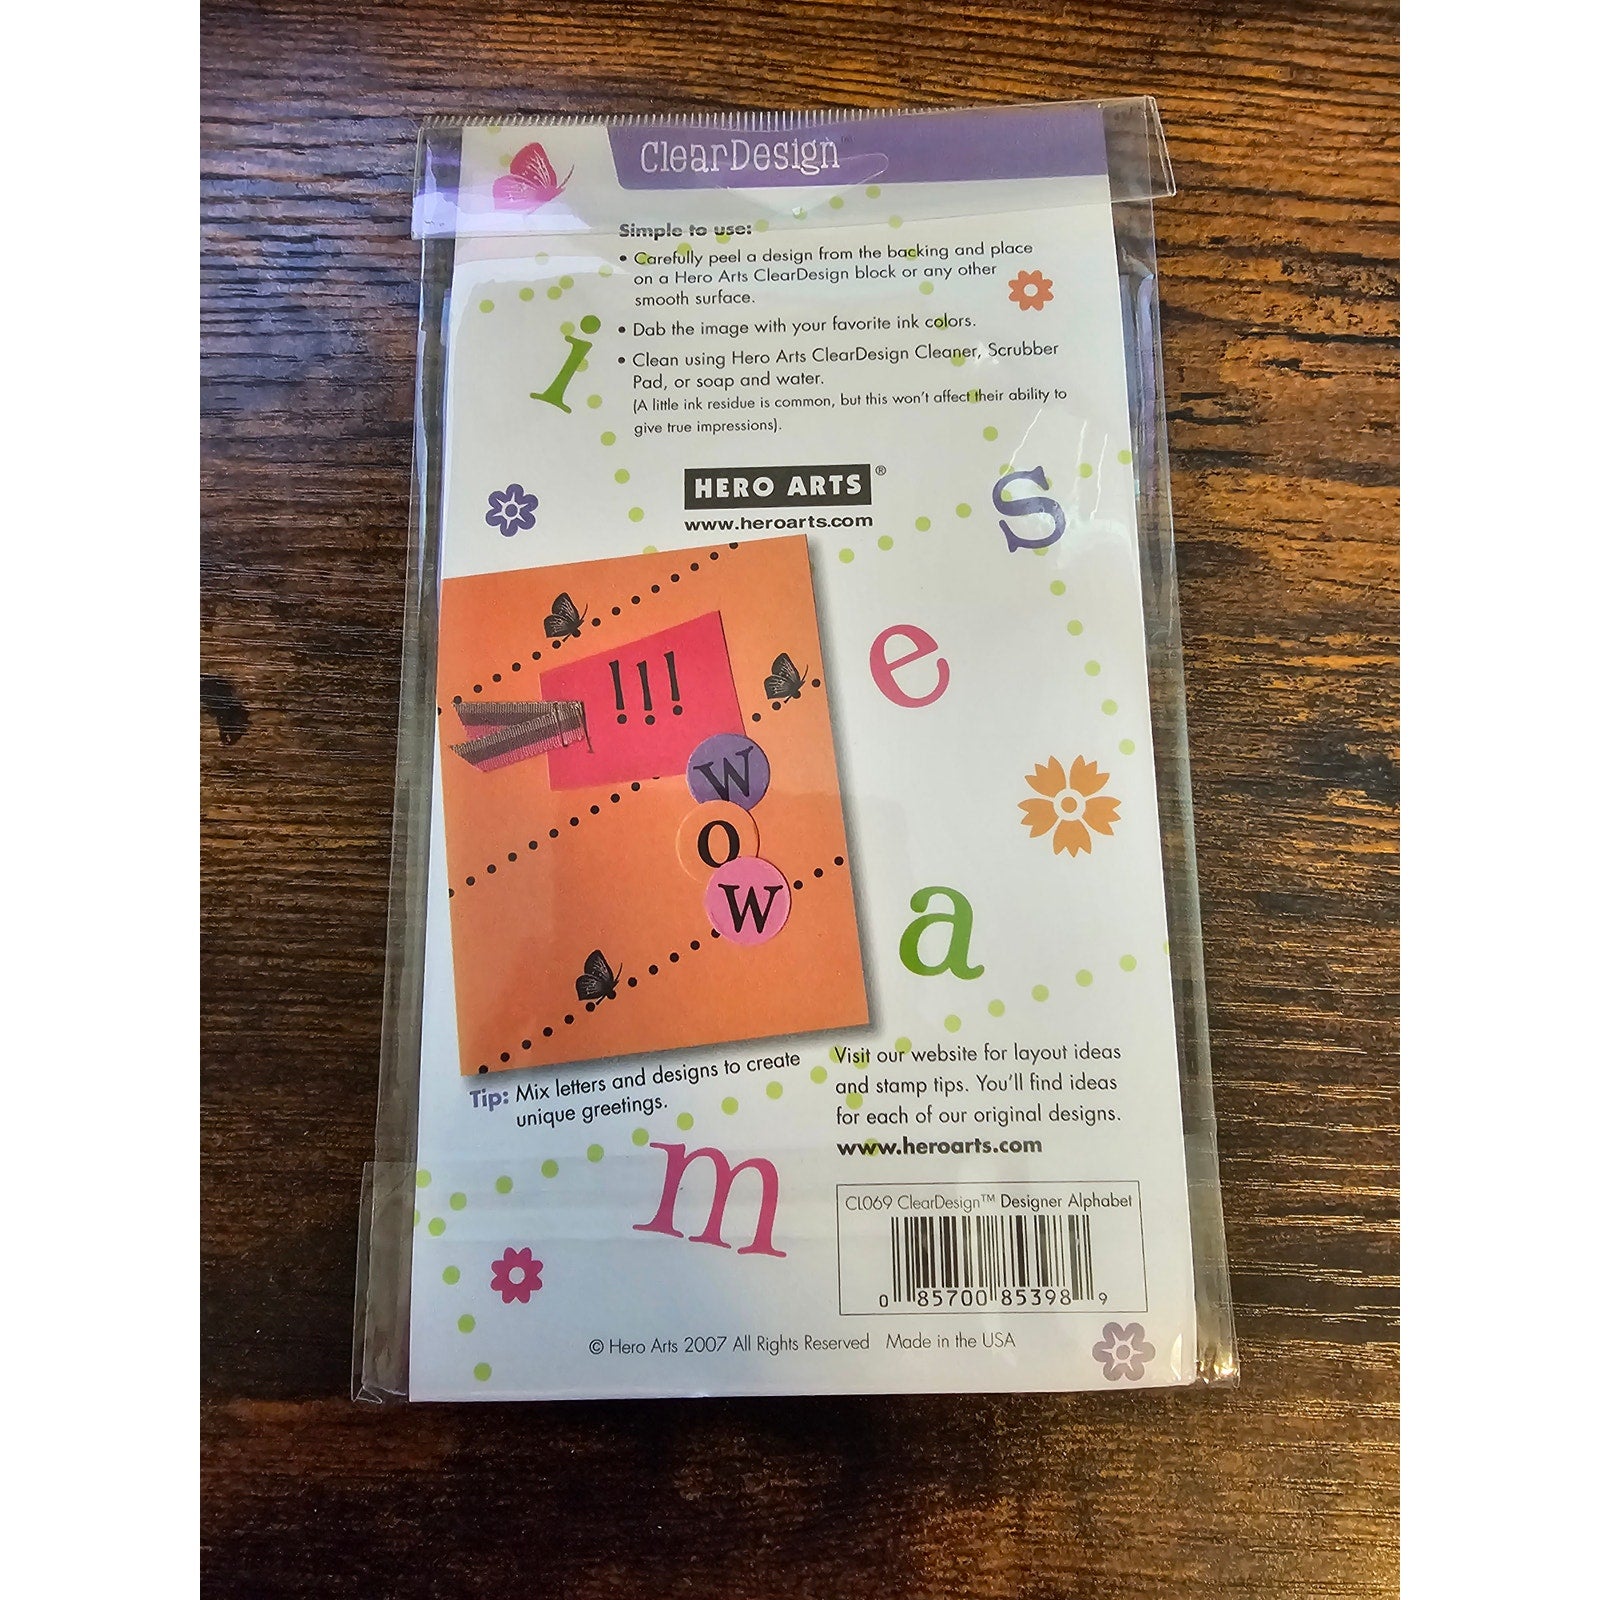 ClearDesign™
Simple to use:
• Carefully peel a design from the backing and place
on a Hero Arts ClearDesign block or any other
smooth surface.
• Dab the image with your favorite ink colors.
• Clean using Hero Arts ClearDesign Cleaner, Scrubber
Pad, or soap and water.
(A little ink residue is common, but this won't affect their ability to
give true impressions).
i
HERO ARTS®
www.heroarts.com
s
e
!!!
W
O
W
a
Tip: Mix letters and designs to create
unique greetings.
Visit our website for layout ideas
and stamp tips. You'll find ideas
for each of our original designs.
www.heroarts.com
m
CL069 ClearDesign™ Designer Alphabet
0 85700 85398 9
© Hero Arts 2007 All Rights Reserved Made in the USA